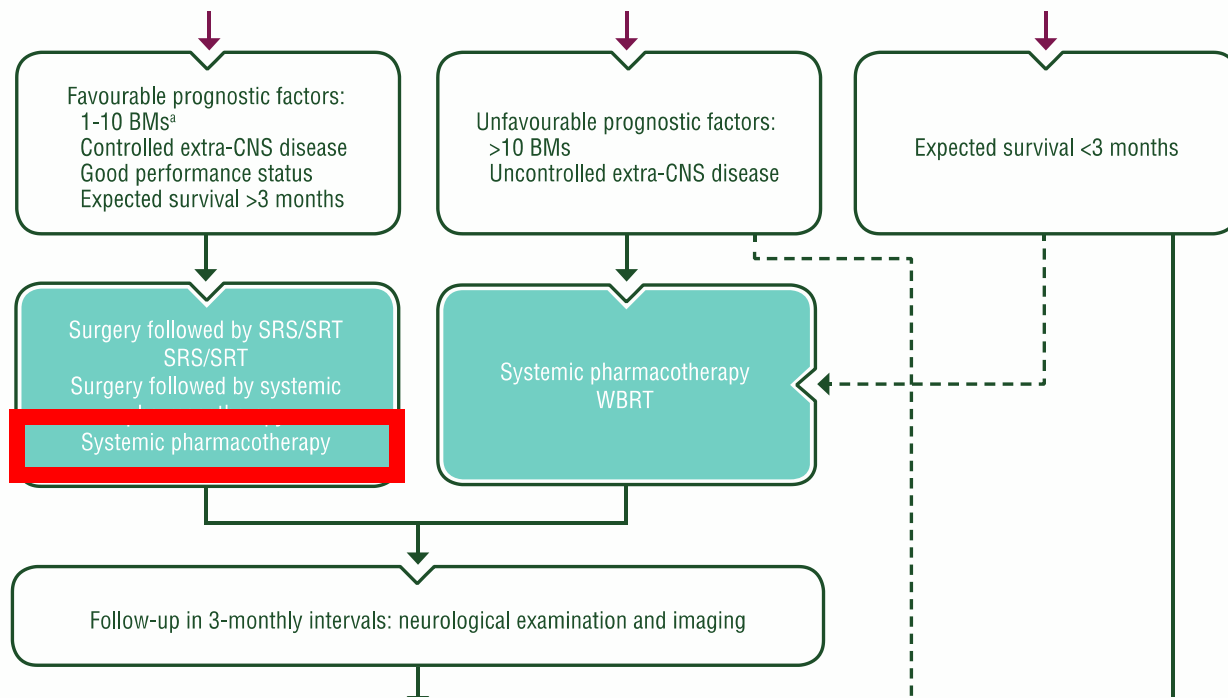 Favourable prognostic factors:
1-10 BMsᵃ
Controlled extra-CNS disease
Good performance status
Expected survival >3 months
Unfavourable prognostic factors:
>10 BMs
Uncontrolled extra-CNS disease
Expected survival <3 months
Surgery followed by SRS/SRT
SRS/SRT
Surgery followed by systemic
Systemic pharmacotherapy
Systemic pharmacotherapy
WBRT
Follow-up in 3-monthly intervals: neurological examination and imaging